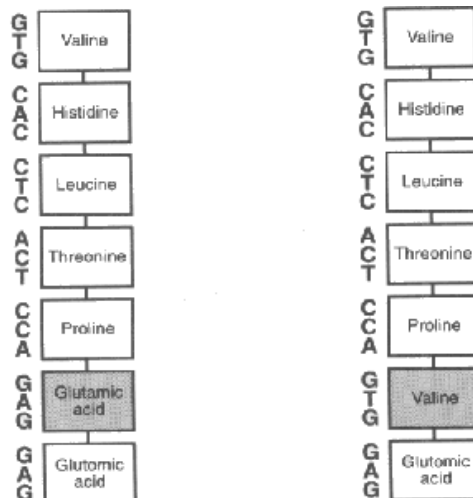 GTG
Valine
CAC
Histidine
CTC
Leucine
ACT
Threonine
CCA
Proline
GAG
Glutamic
acid
GAG
Glutomic
acid
GTG
Valine
CAC
Histidine
CTC
Leucine
ACT
Threonine
CCA
Proline
GTG
Valine
GAG
Glutomic
acid